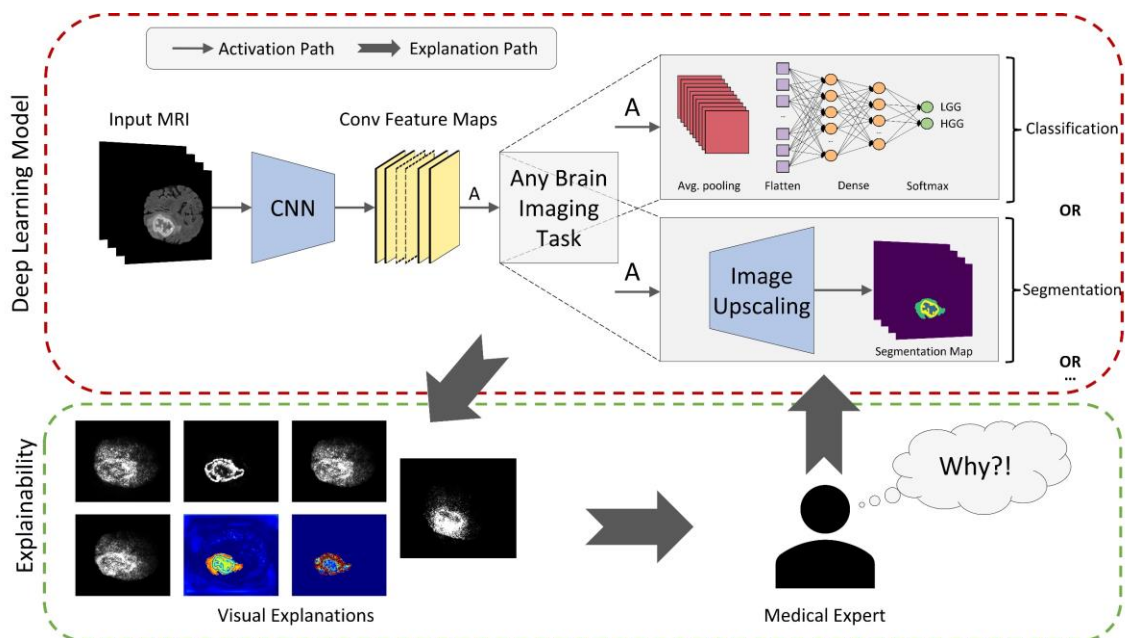 Activation Path
Explanation Path
Deep Learning Model
Input MRI
CNN
Conv Feature Maps
A
Any Brain
Imaging
Task
A
Avg. pooling
Flatten
...
Dense
...
...
Softmax
LGG
HGG
Classification
OR
A
Image
Upscaling
Segmentation Map
Segmentation
OR
...
Explainability
Visual Explanations
Why?!
Medical Expert